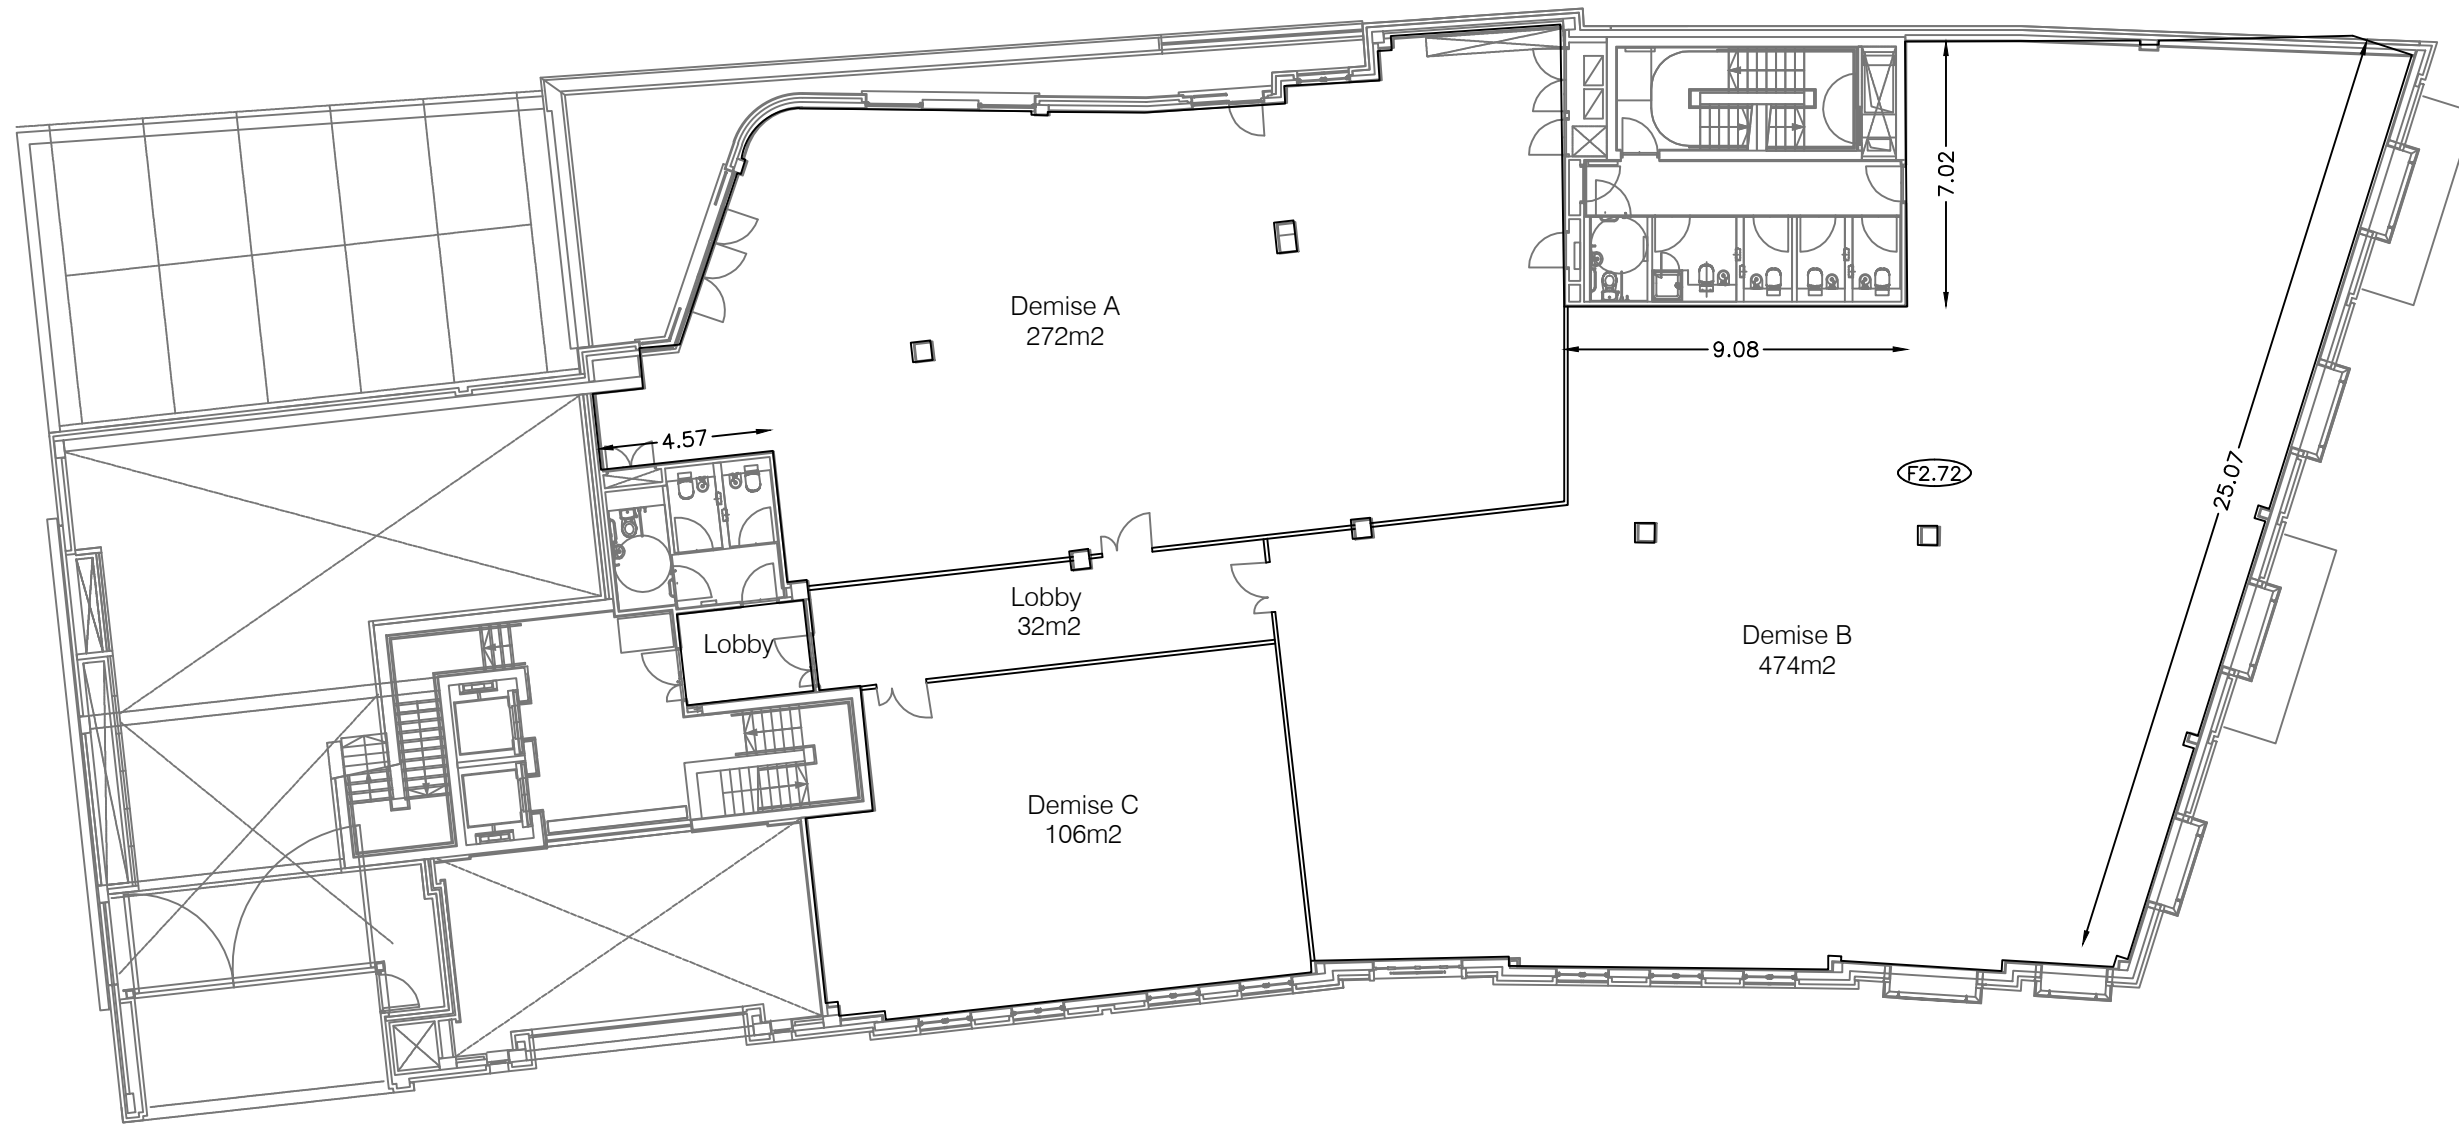 7.02
Demise A
272m2
9.08
4.57
25.07
F2.72
Lobby
32m2
Lobby
Demise B
474m2
Demise C
106m2